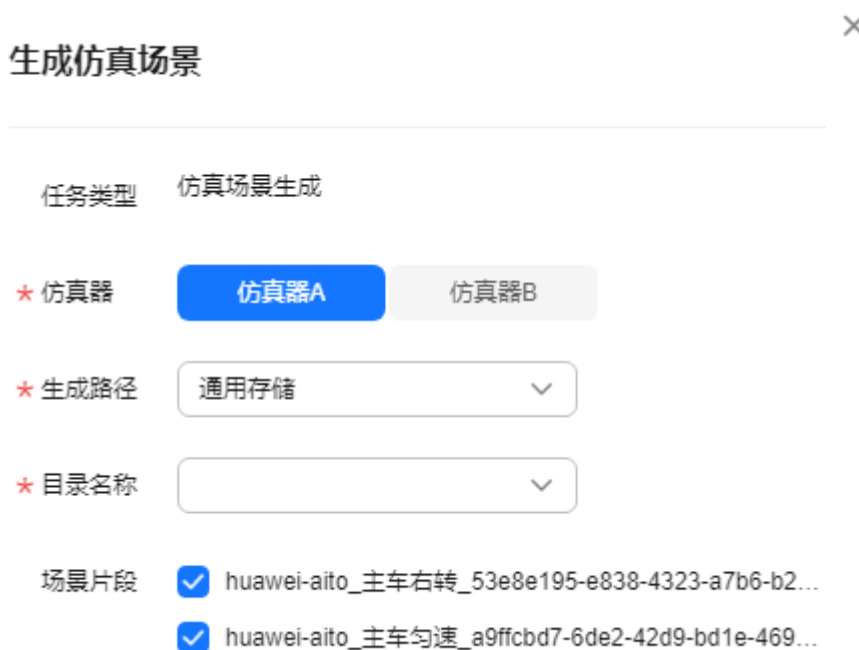 生成仿真场景
任务类型 仿真场景生成
* 仿真器 仿真器A 仿真器B
* 生成路径 通用存储
* 目录名称
场景片段 huawei-aito_主车右转_53e8e195-e838-4323-a7b6-b2...
huawei-aito_主车匀速_a9ffcbd7-6de2-42d9-bd1e-469...